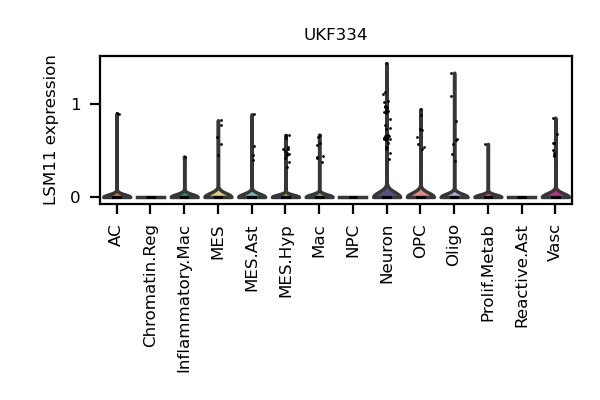 UKF334
LSM11 expression
1
0
AC
Chromatin.Reg
Inflammatory.Mac
MES
MES.Ast
MES.Hyp
Mac
NPC
Neuron
OPC
Oligo
Prolif.Metab
Reactive.Ast
Vasc